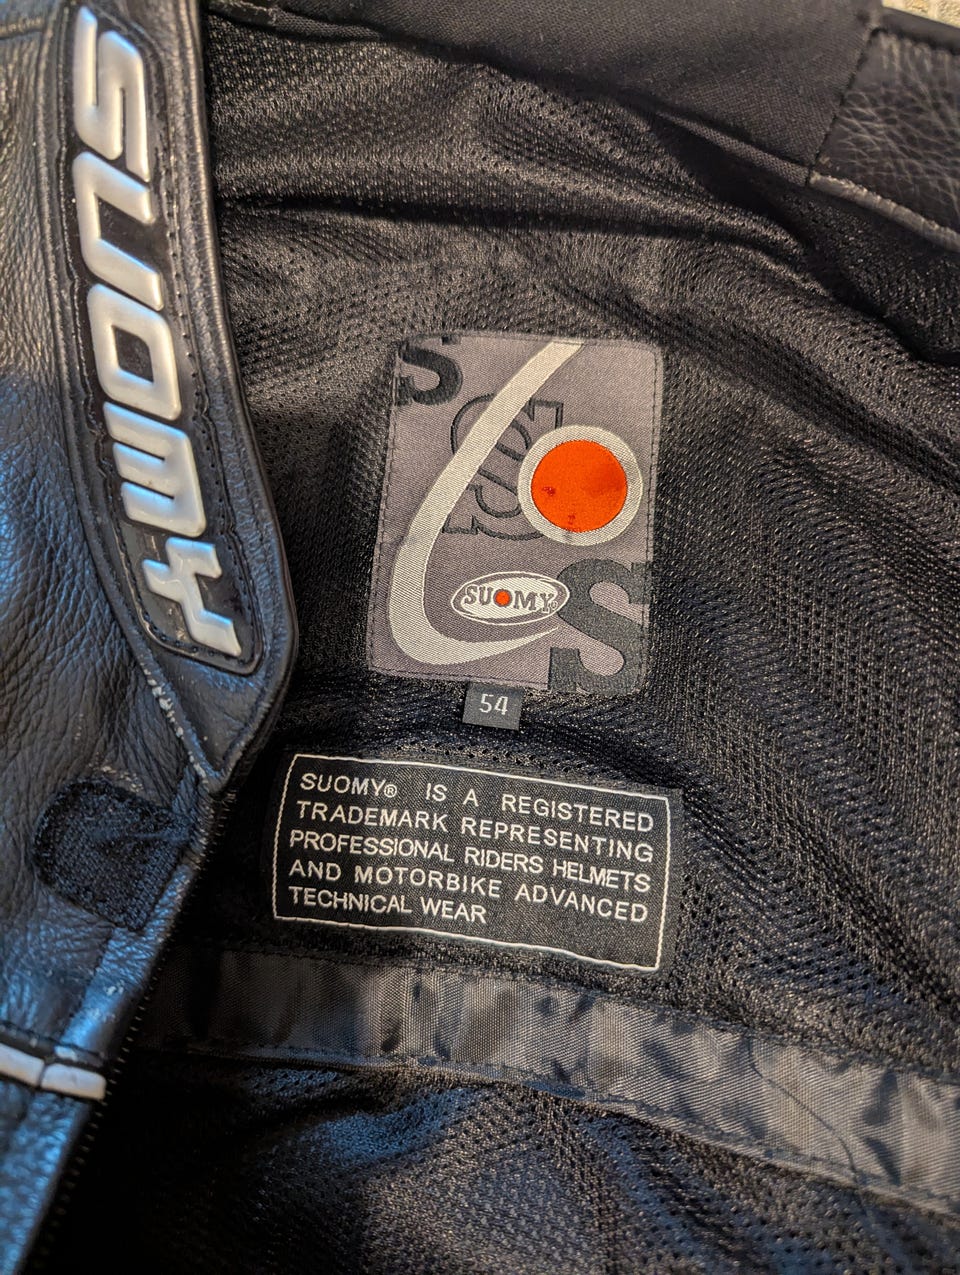 SUOMY
S
S
S
SUOMY®
54
SUOMY® IS A REGISTERED
TRADEMARK REPRESENTING
PROFESSIONAL RIDERS HELMETS
AND MOTORBIKE ADVANCED
TECHNICAL WEAR